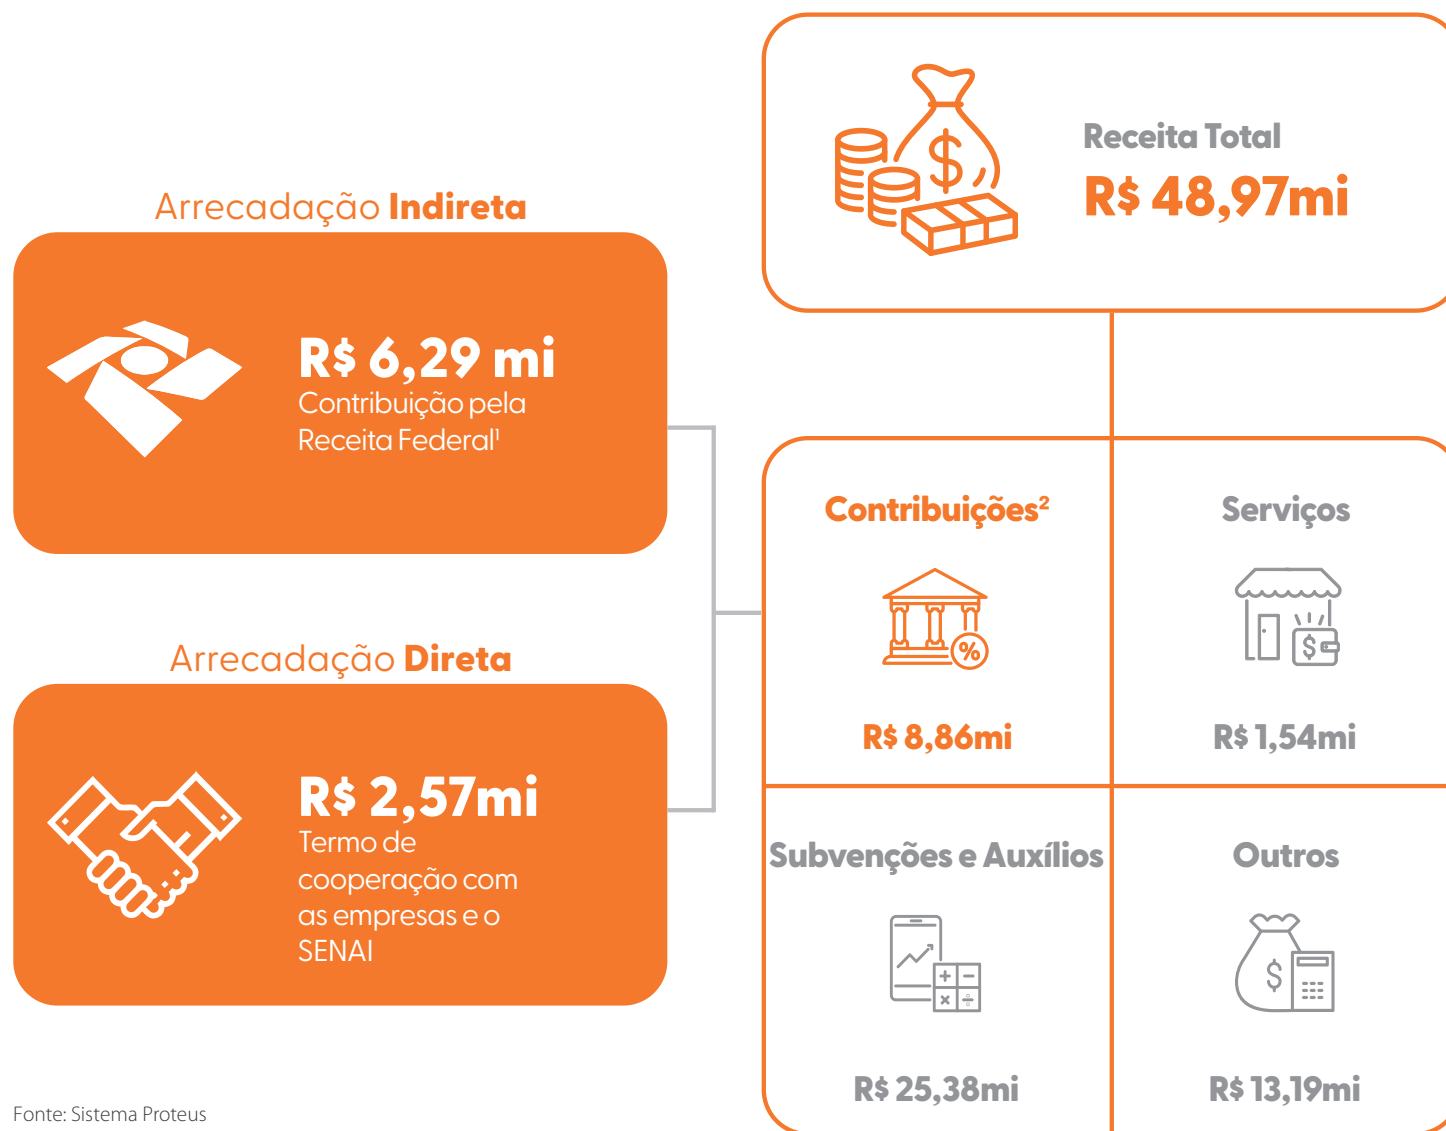 Receita Total
R$ 48,97mi
Arrecadação Indireta
R$ 6,29 mi
Contribuição pela
Receita Federal¹
Arrecadação Direta
R$ 2,57mi
Termo de
cooperação com
as empresas e o
SENAI
Contribuições²
R$ 8,86mi
Serviços
R$ 1,54mi
Subvenções e Auxílios
R$ 25,38mi
Outros
R$ 13,19mi
Fonte: Sistema Proteus